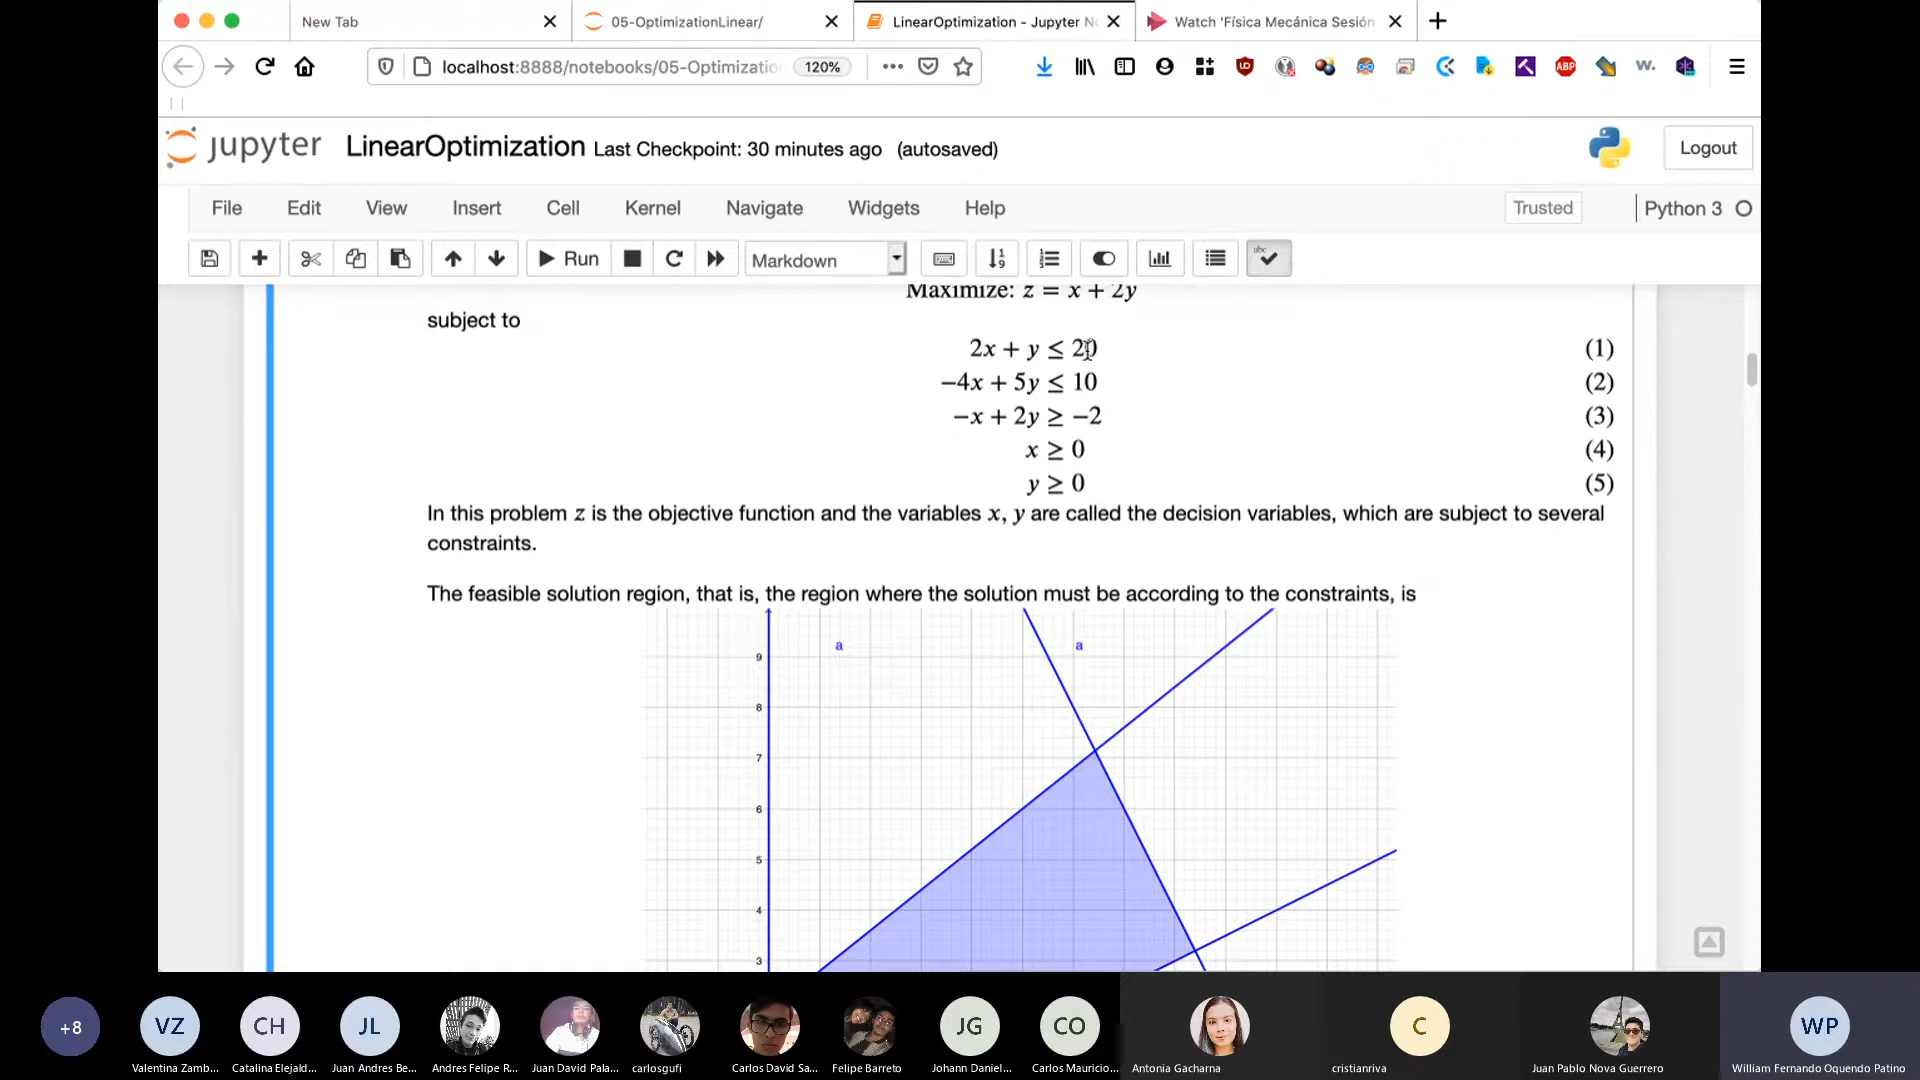 New Tab
05-OptimizationLinear/
LinearOptimization - Jupyter N
Watch 'Física Mecánica Sesión
localhost:8888/notebooks/05-Optimizatio
120%
UD
ABP
w.
jupyter
LinearOptimization Last Checkpoint: 30 minutes ago (autosaved)
Logout
File Edit View Insert Cell Kernel Navigate Widgets Help
Trusted
Python 3
Run
Markdown
abc
Maximize: z = x + 2y
subject to
2x + y ≤ 20 (1)
−4x + 5y ≤ 10 (2)
−x + 2y ≥ −2 (3)
x ≥ 0 (4)
y ≥ 0 (5)
In this problem z is the objective function and the variables x, y are called the decision variables, which are subject to several
constraints.
The feasible solution region, that is, the region where the solution must be according to the constraints, is
a a
9
8
7
6
5
4
3
+8 VZ CH JL JG CO C WP
Valentina Zamb... Catalina Elejald... Juan Andres Be... Andres Felipe R... Juan David Pala... carlosgufi Carlos David Sa... Felipe Barreto Johann Daniel... Carlos Mauricio... Antonia Gacharna cristianriva Juan Pablo Nova Guerrero William Fernando Oquendo Patino